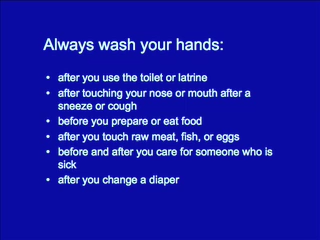 Always wash your hands:
• after you use the toilet or latrine
• after touching your nose or mouth after a
sneeze or cough
• before you prepare or eat food
• after you touch raw meat, fish, or eggs
• before and after you care for someone who is
sick
• after you change a diaper